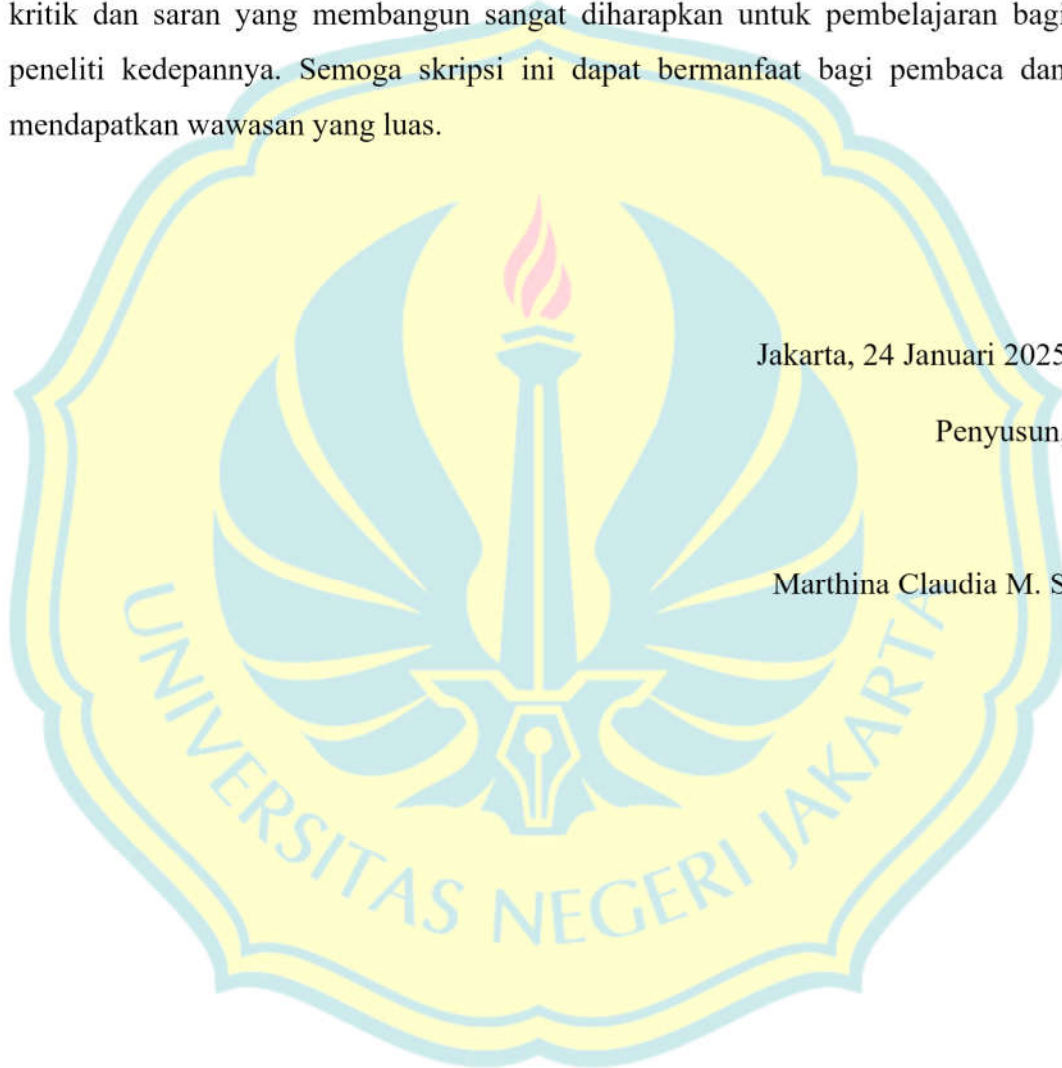 kritik dan saran yang membangun sangat diharapkan untuk pembelajaran bagi
peneliti kedepannya. Semoga skripsi ini dapat bermanfaat bagi pembaca dan
mendapatkan wawasan yang luas.
Jakarta, 24 Januari 2025
Penyusun,
Marthina Claudia M. S
UNIVERSITAS NEGERI JAKARTA